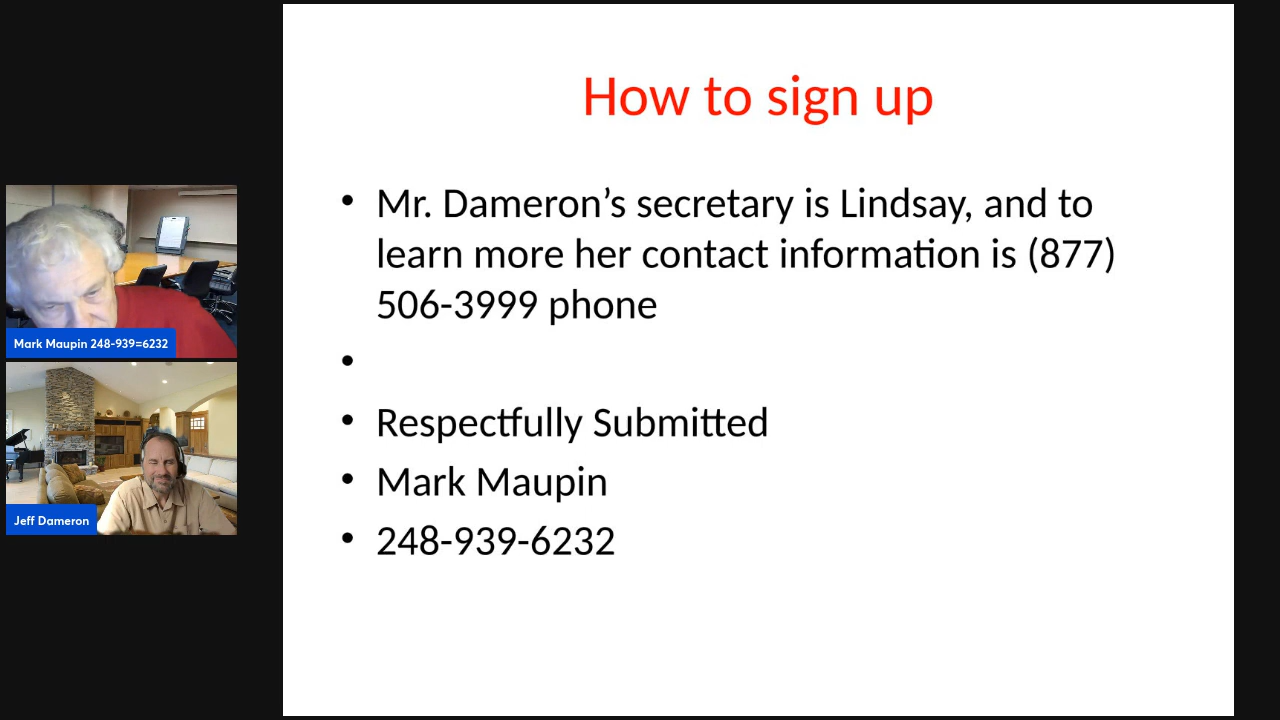 How to sign up
• Mr. Dameron’s secretary is Lindsay, and to
learn more her contact information is (877)
506-3999 phone
•
• Respectfully Submitted
• Mark Maupin
• 248-939-6232
Mark Maupin 248-939=6232
Jeff Dameron